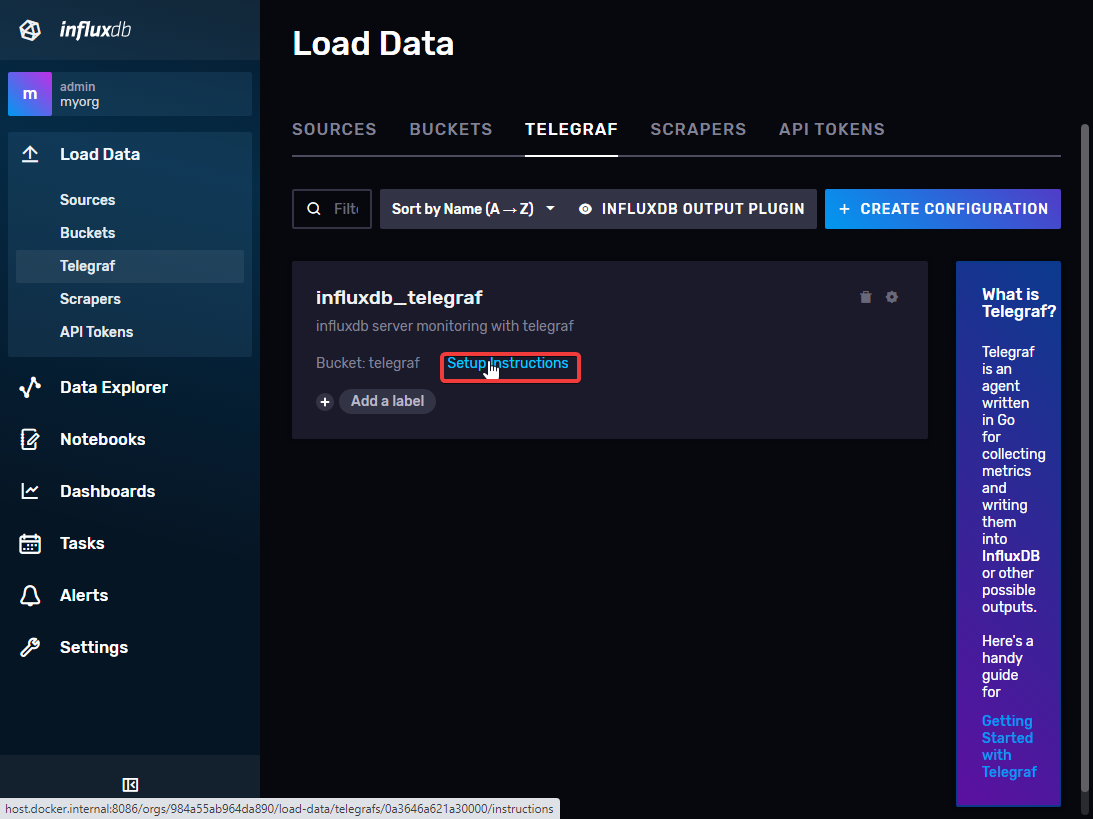 influxdb
m
admin
myorg
Load Data
Sources
Buckets
Telegraf
Scrapers
API Tokens
Data Explorer
Notebooks
Dashboards
Tasks
Alerts
Settings
Load Data
SOURCES
BUCKETS
TELEGRAF
SCRAPERS
API TOKENS
Filt
Sort by Name (A → Z)
INFLUXDB OUTPUT PLUGIN
+ CREATE CONFIGURATION
influxdb_telegraf
influxdb server monitoring with telegraf
Bucket: telegraf
Setup Instructions
+
Add a label
What is
Telegraf?
Telegraf
is an
agent
written
in Go
for
collecting
metrics
and
writing
them
into
InfluxDB
or other
possible
outputs.
Here's a
handy
guide
for
Getting
Started
with
Telegraf
host.docker.internal:8086/orgs/984a55ab964da890/load-data/telegrafs/0a3646a621a30000/instructions